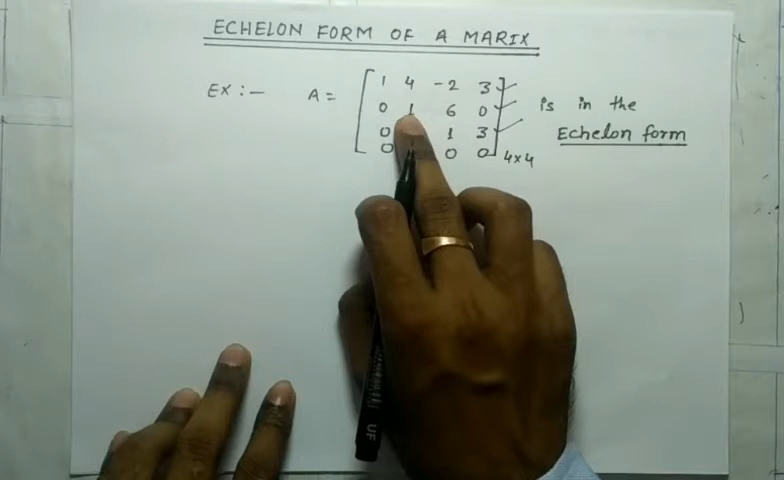 ECHELON FORM OF A MARIX
Ex :- A = 1 4 -2 3
0 1 6 0 is in the
0 1 3 Echelon form
0 0 0 4x4
UF